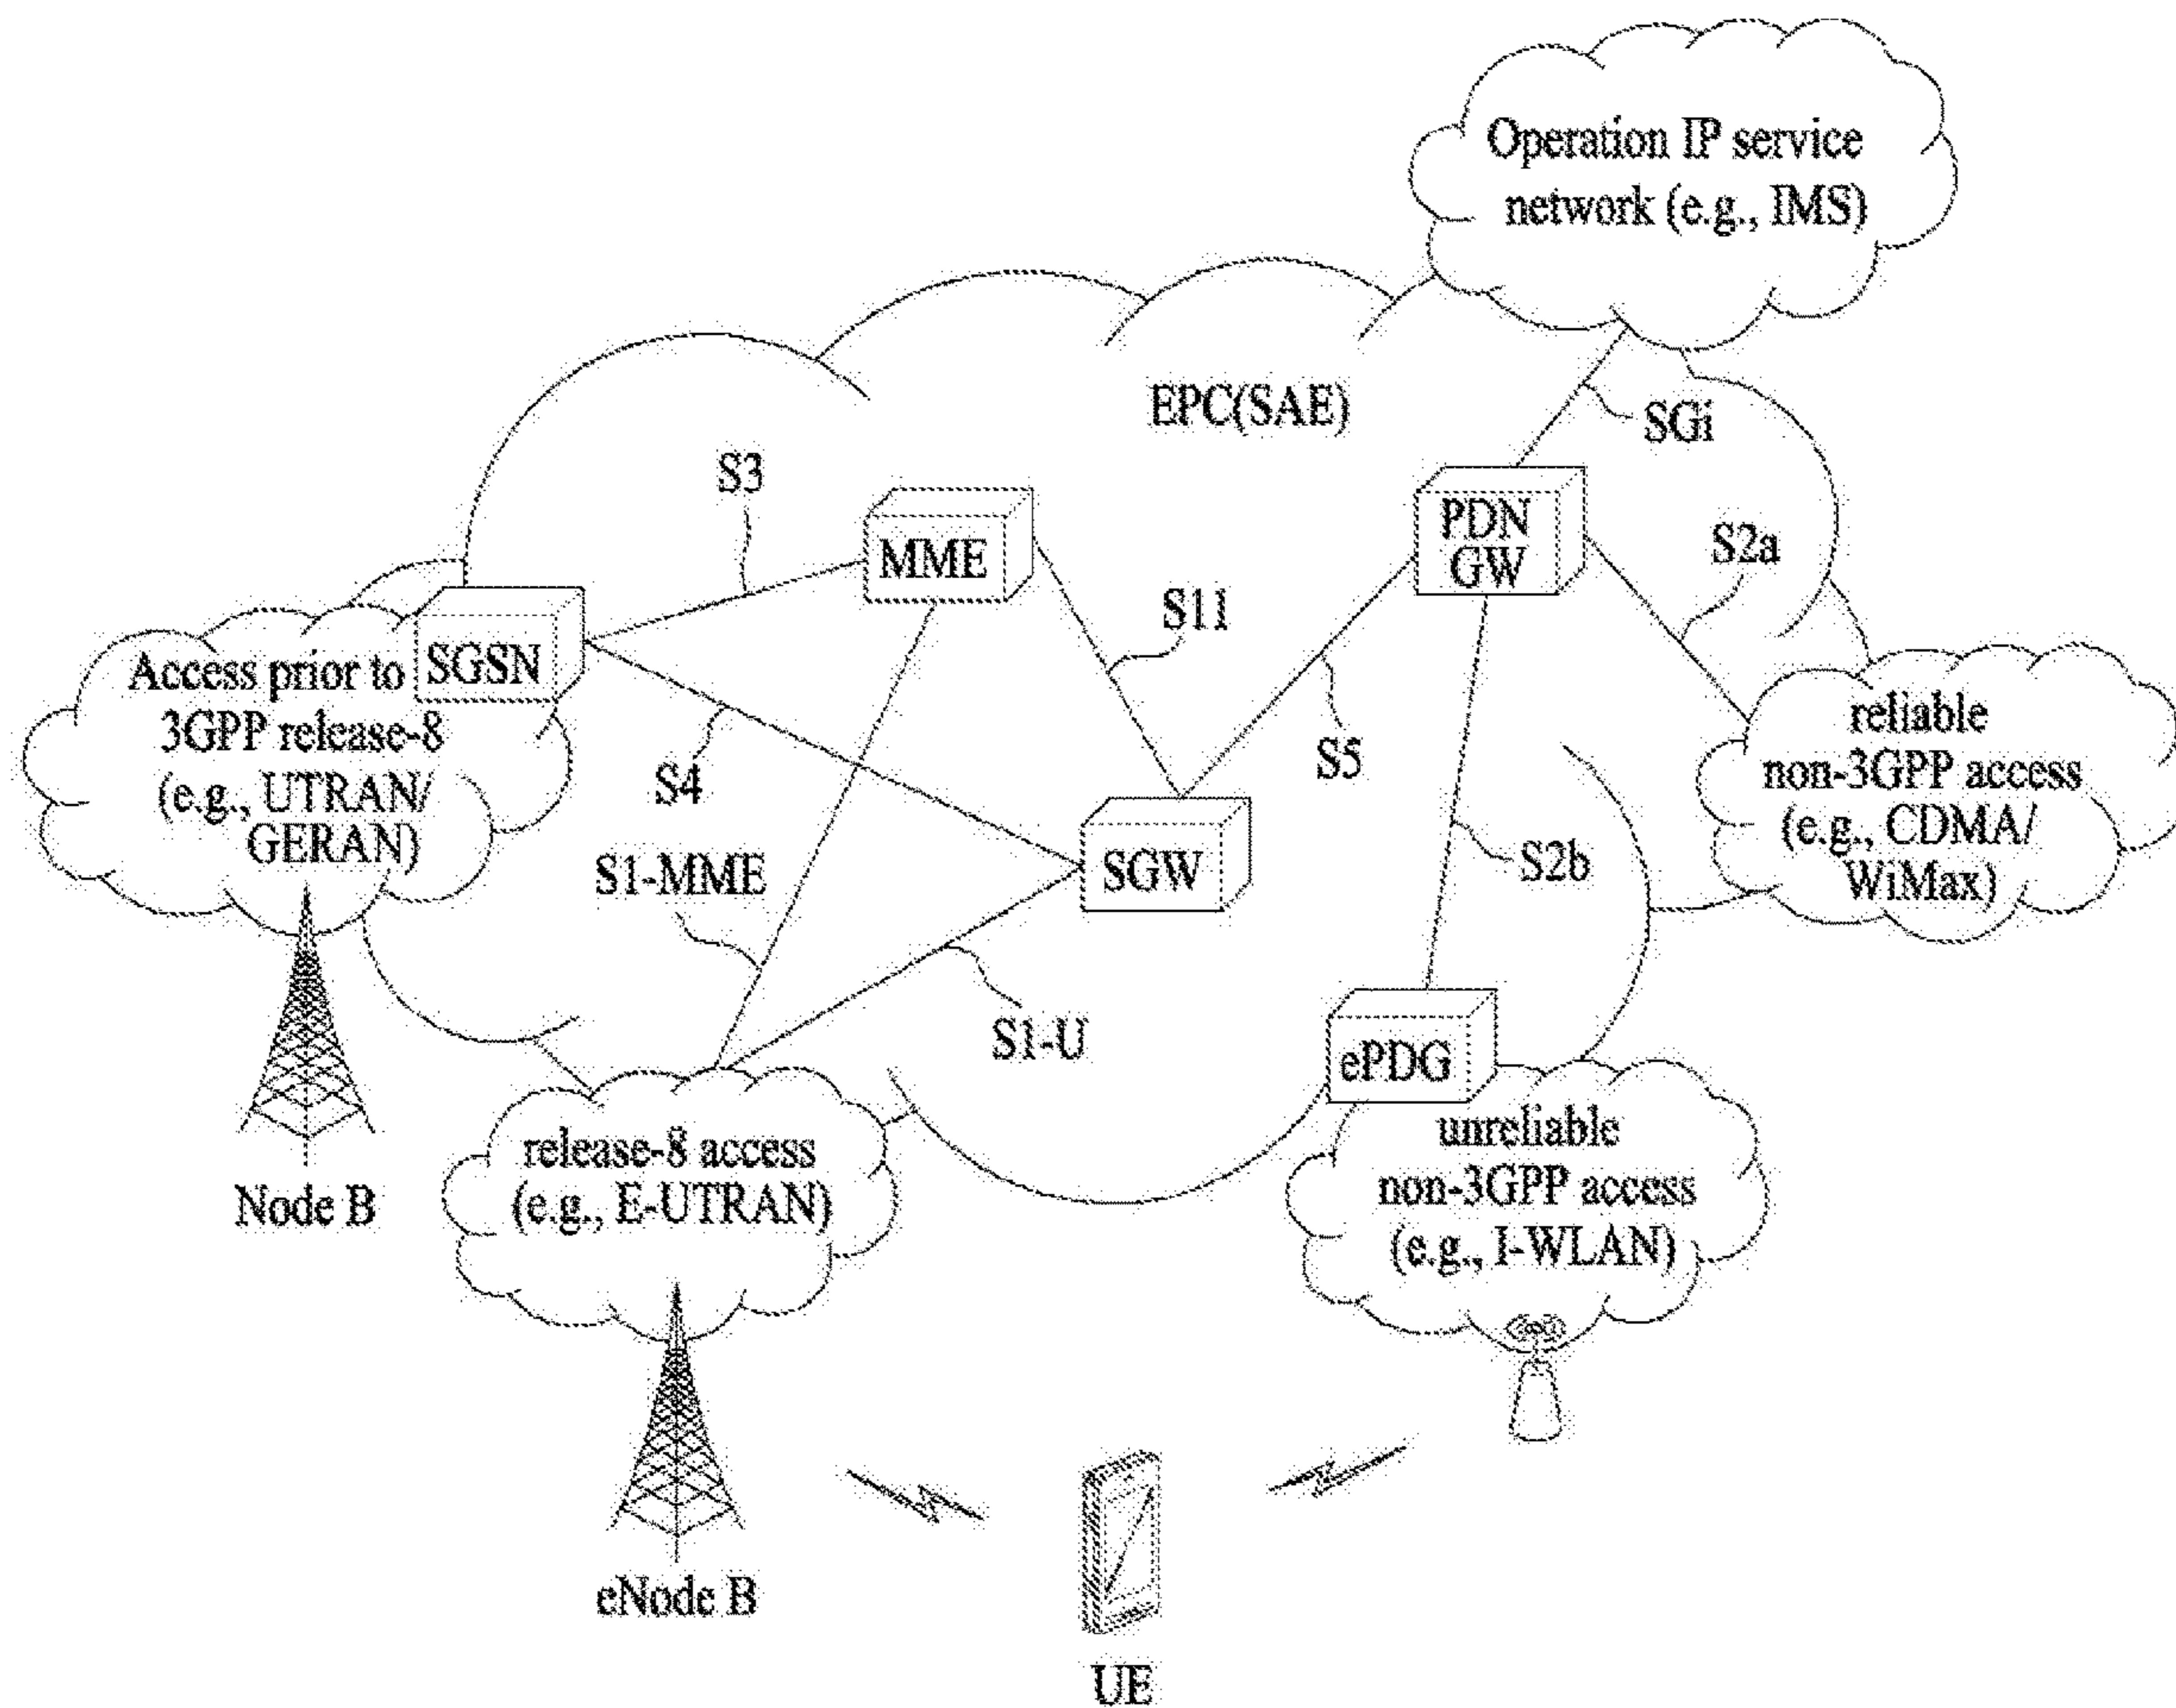 Operation IP service
network (e.g., IMS)
EPC(SAE)
SGi
S3
MME
PDN
GW
S2a
S11
SGSN
Access prior to
3GPP release-8
(e.g., UTRAN/
GERAN)
S4
S5
reliable
non-3GPP access
(e.g., CDMA/
WiMax)
S1-MME
SGW
S2b
S1-U
ePDG
release-8 access
(e.g., E-UTRAN)
unreliable
non-3GPP access
(e.g., I-WLAN)
Node B
eNode B
UE